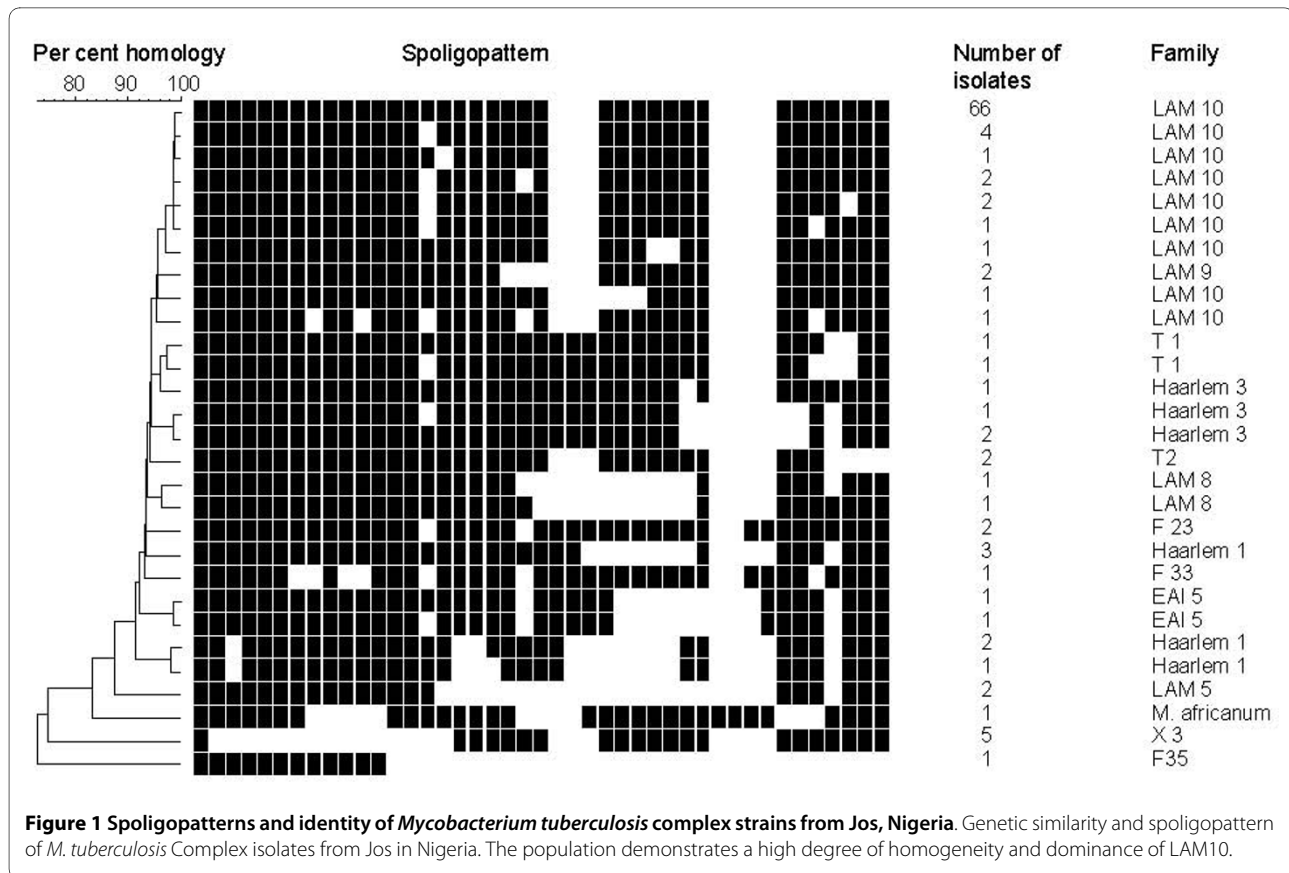 Per cent homology Spoligopattern Number of isolates Family
80 90 100
66 LAM 10
4 LAM 10
1 LAM 10
2 LAM 10
2 LAM 10
1 LAM 10
1 LAM 10
2 LAM 9
1 LAM 10
1 LAM 10
1 T 1
1 T 1
1 Haarlem 3
1 Haarlem 3
2 Haarlem 3
2 T2
1 LAM 8
1 LAM 8
2 F 23
3 Haarlem 1
1 F 33
1 EAI 5
1 EAI 5
2 Haarlem 1
1 Haarlem 1
2 LAM 5
1 M. africanum
5 X 3
1 F35
Figure 1 Spoligopatterns and identity of Mycobacterium tuberculosis complex strains from Jos, Nigeria. Genetic similarity and spoligopattern
of M. tuberculosis Complex isolates from Jos in Nigeria. The population demonstrates a high degree of homogeneity and dominance of LAM10.